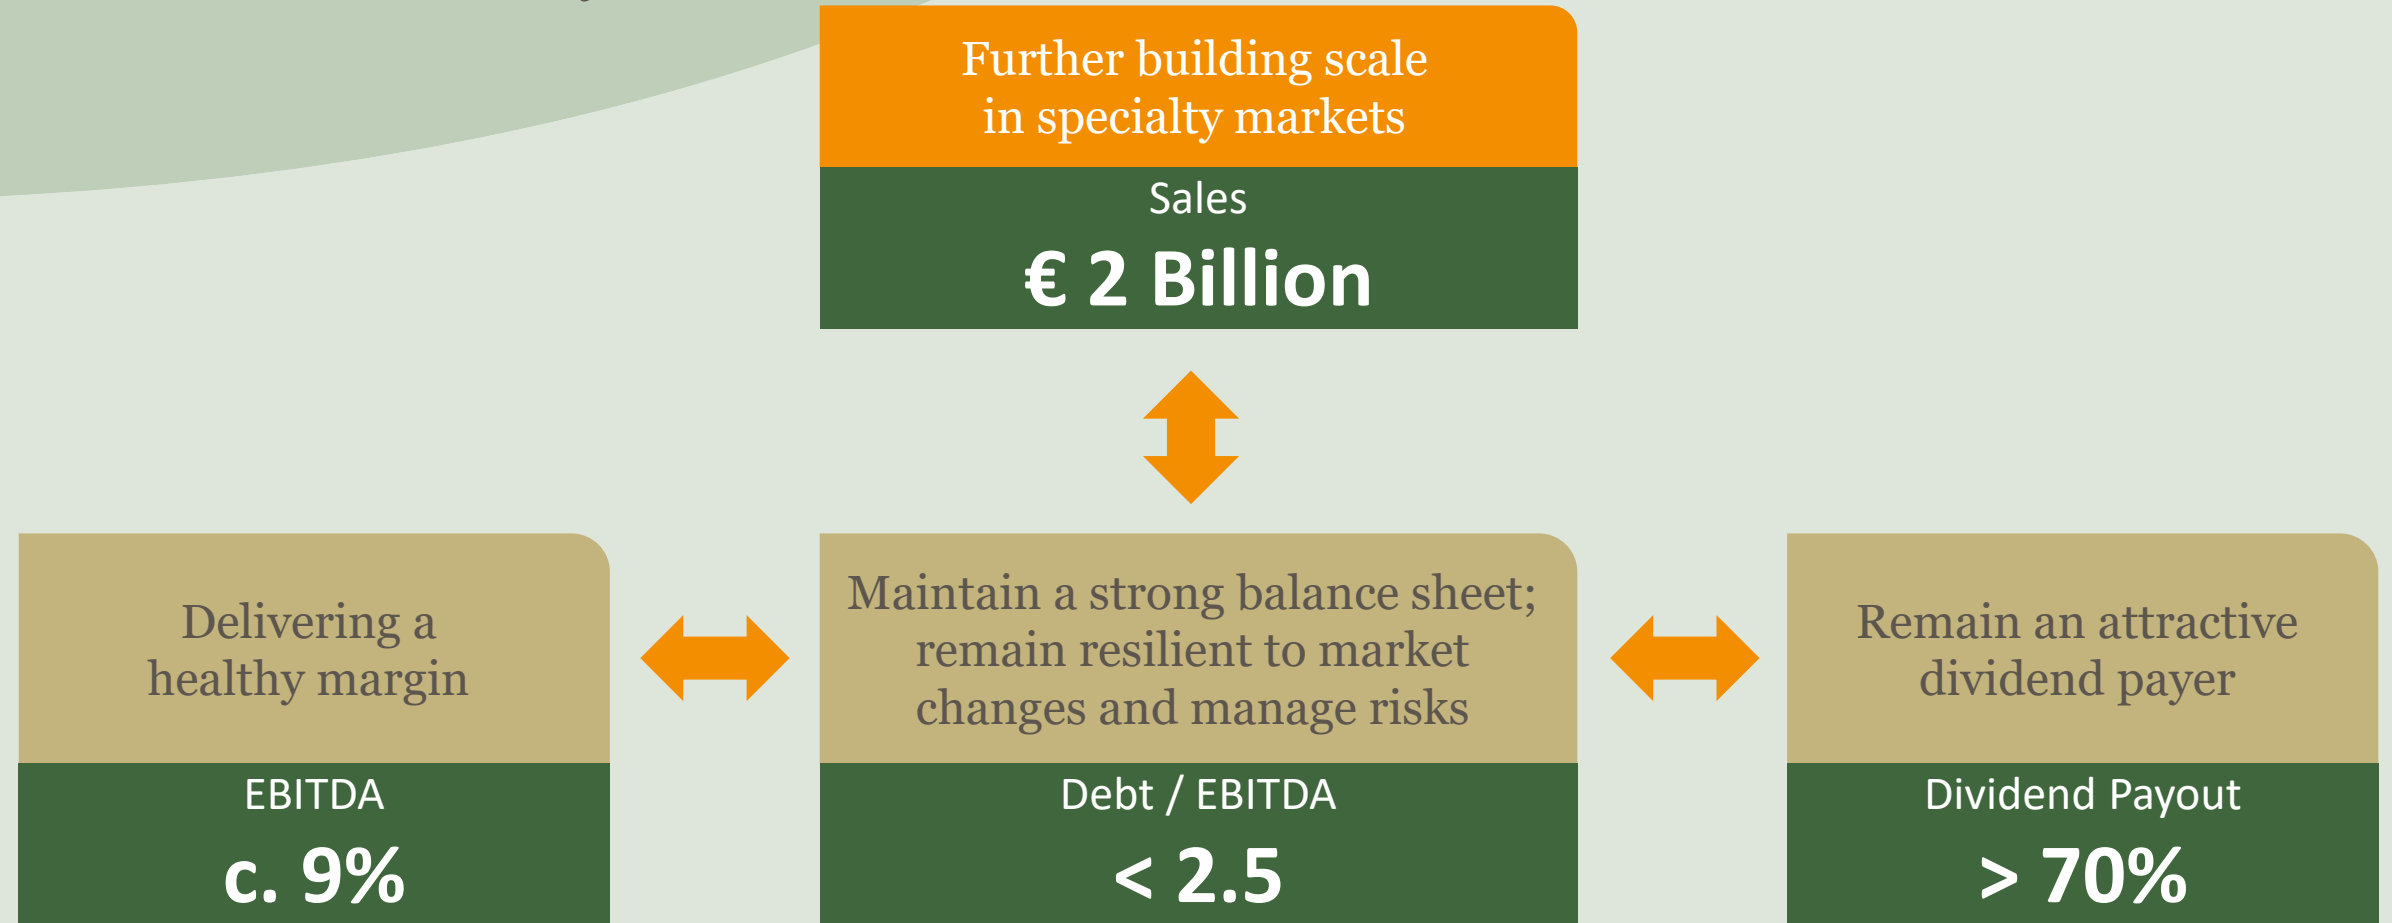 Further building scale
in specialty markets
Sales
€ 2 Billion
Delivering a
healthy margin
EBITDA
c. 9%
Maintain a strong balance sheet;
remain resilient to market
changes and manage risks
Debt / EBITDA
< 2.5
Remain an attractive
dividend payer
Dividend Payout
> 70%